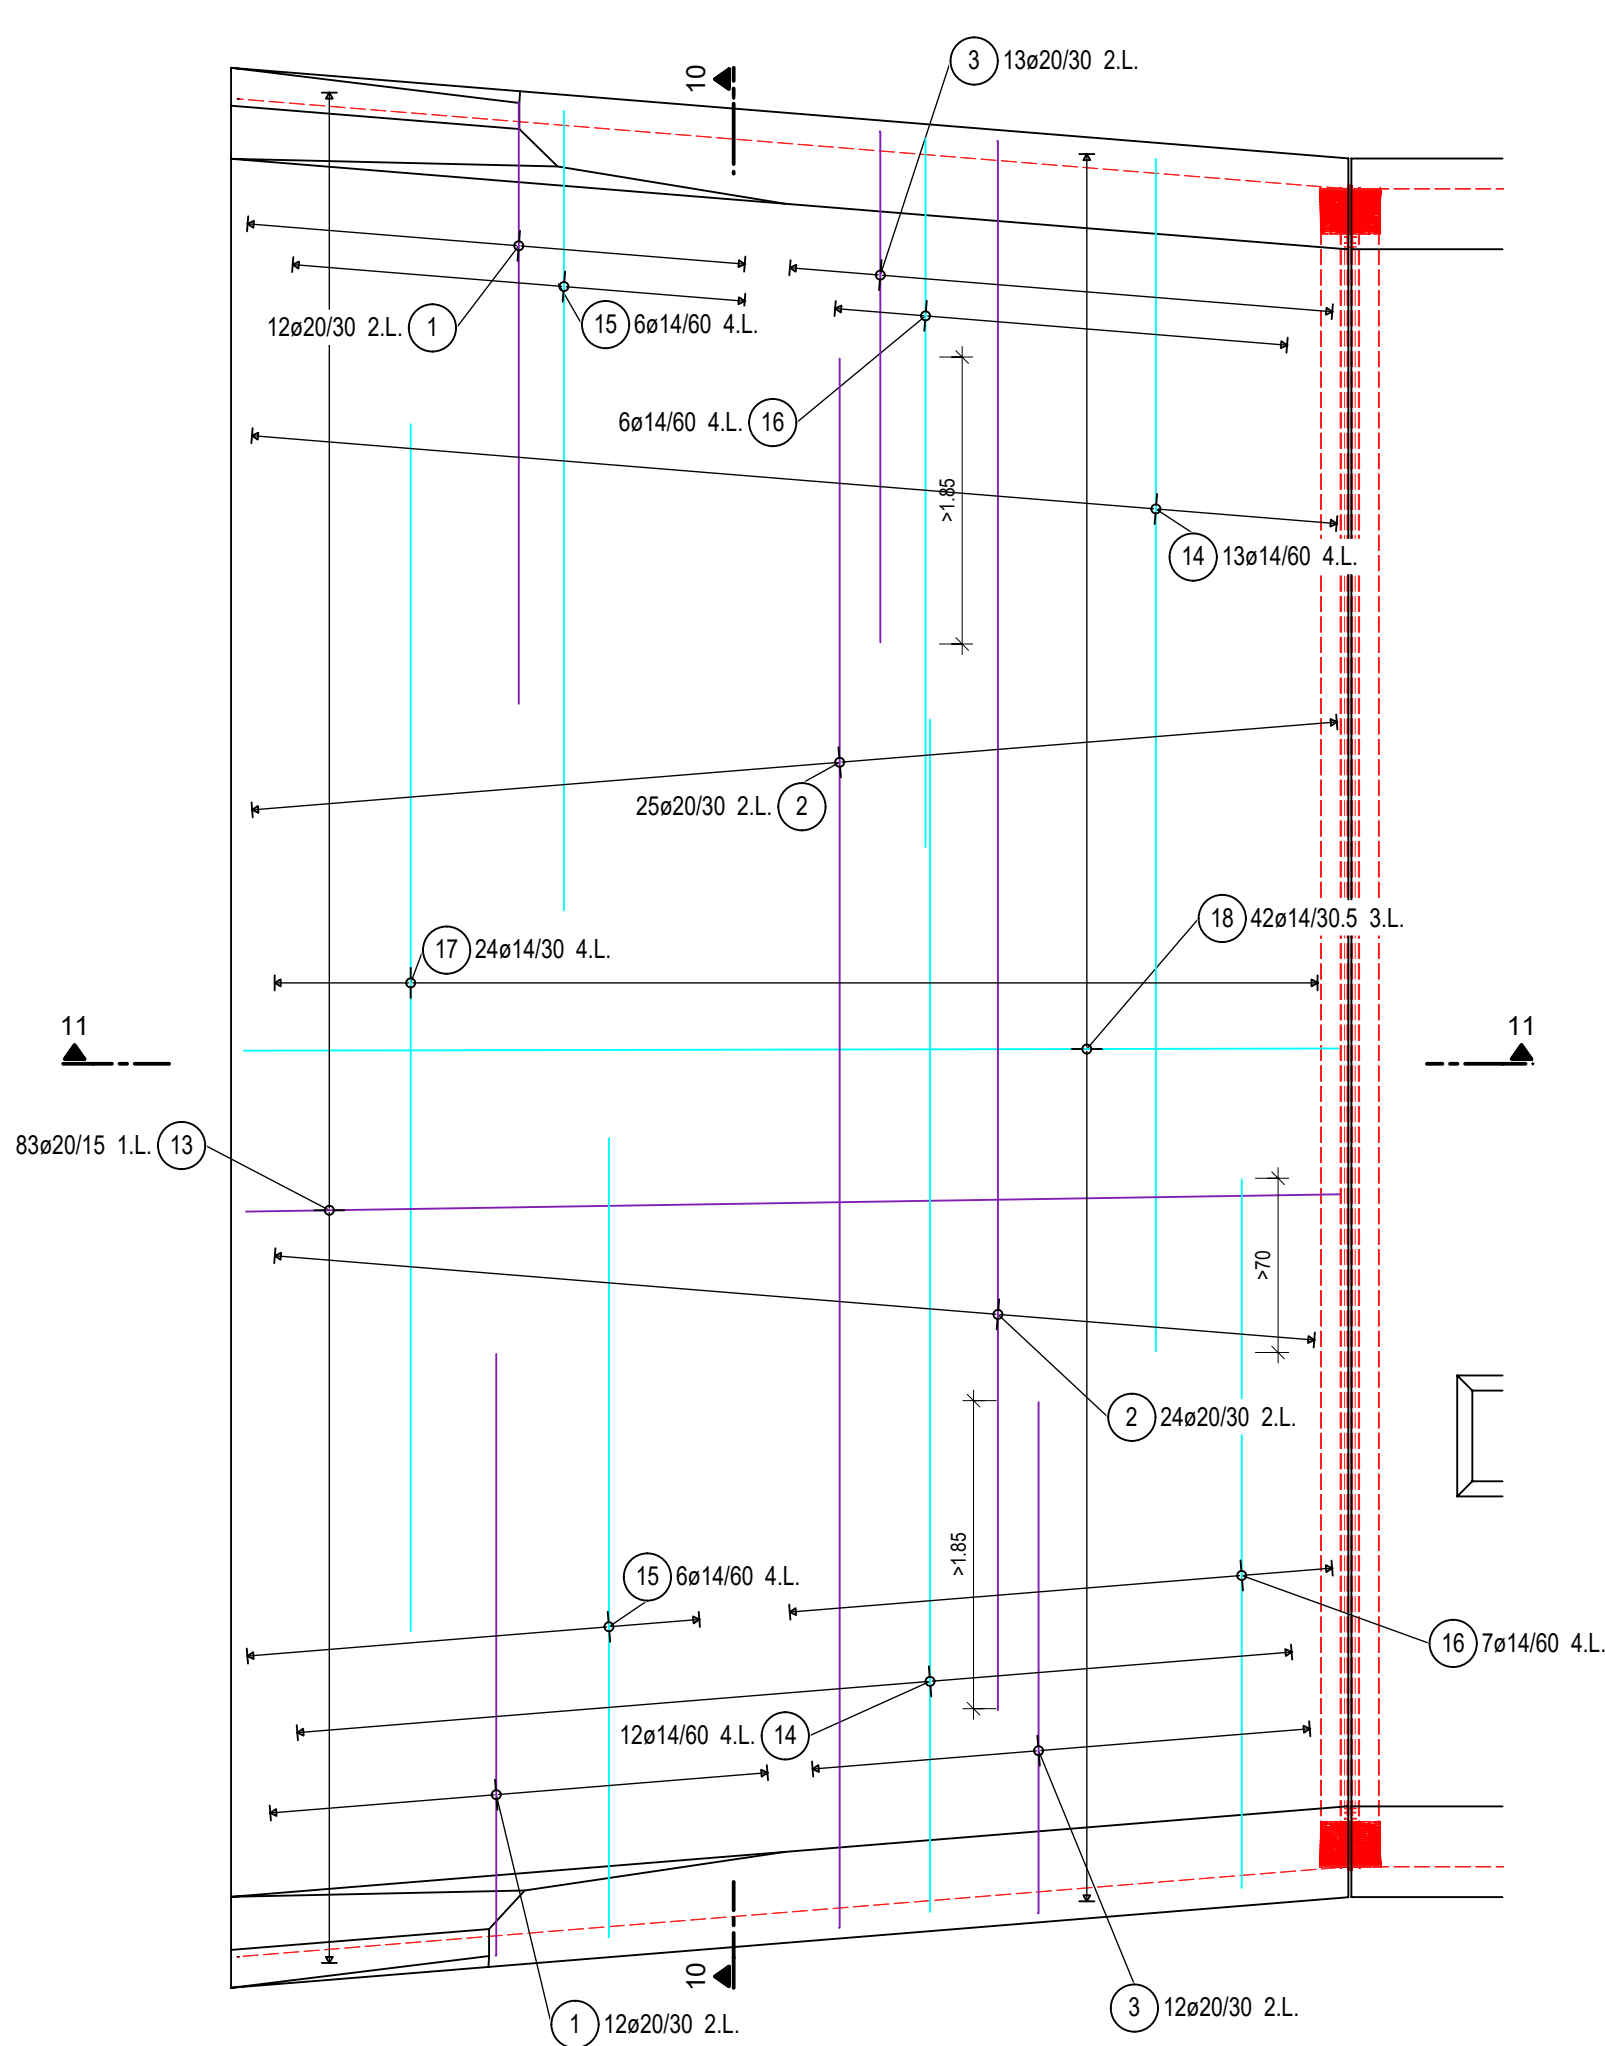 3 13ø20/30 2.L.
10
12ø20/30 2.L. 1
15 6ø14/60 4.L.
6ø14/60 4.L. 16
>1.85
14 13ø14/60 4.L.
25ø20/30 2.L. 2
18 42ø14/30.5 3.L.
17 24ø14/30 4.L.
11
11
83ø20/15 1.L. 13
>70
2 24ø20/30 2.L.
>1.85
15 6ø14/60 4.L.
16 7ø14/60 4.L.
12ø14/60 4.L. 14
10
3 12ø20/30 2.L.
1 12ø20/30 2.L.